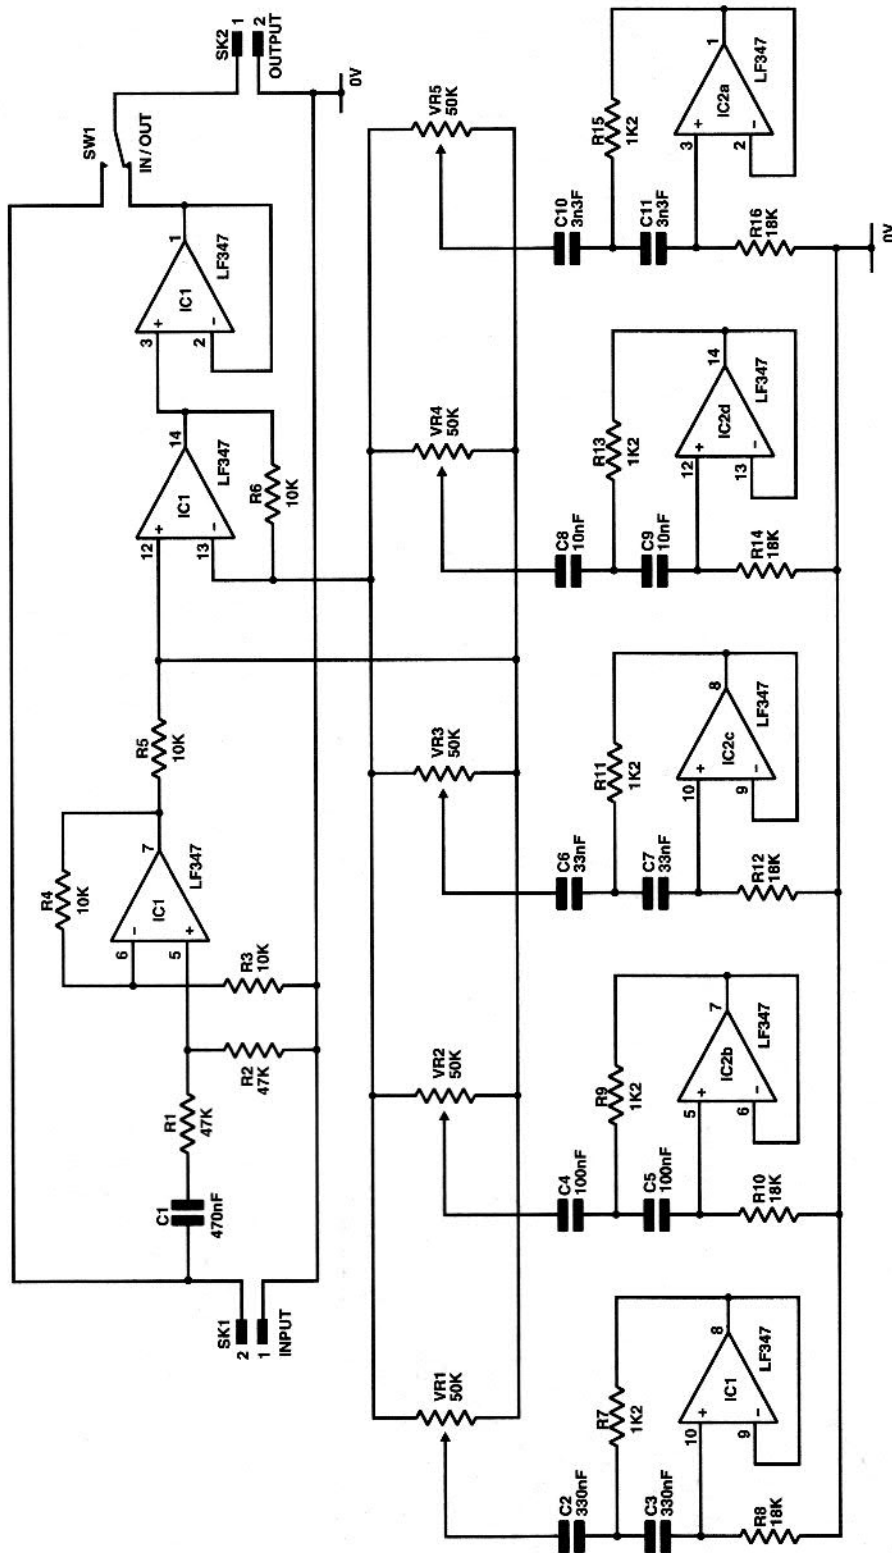 SK1
2
1
INPUT
C1
470nF
R1
47K
R2
47K
R3
10K
6
5
−
+
IC1
7
LF347
R4
10K
R5
10K
12
13
+
−
IC1
14
LF347
R6
10K
3
2
+
−
IC1
1
LF347
SW1
IN/OUT
SK2
1
2
OUTPUT
0V
VR1
50K
VR2
50K
VR3
50K
VR4
50K
VR5
50K
C2
330nF
C3
330nF
R7
1K2
R8
18K
10
9
+
−
IC1
8
LF347
C4
100nF
C5
100nF
R9
1K2
R10
18K
5
6
+
−
IC2b
7
LF347
C6
33nF
C7
33nF
R11
1K2
R12
18K
10
9
+
−
IC2c
8
LF347
C8
10nF
C9
10nF
R13
1K2
R14
18K
12
13
+
−
IC2d
14
LF347
C10
3n3F
C11
3n3F
R15
1K2
R16
18K
3
2
+
−
IC2a
1
LF347
0V